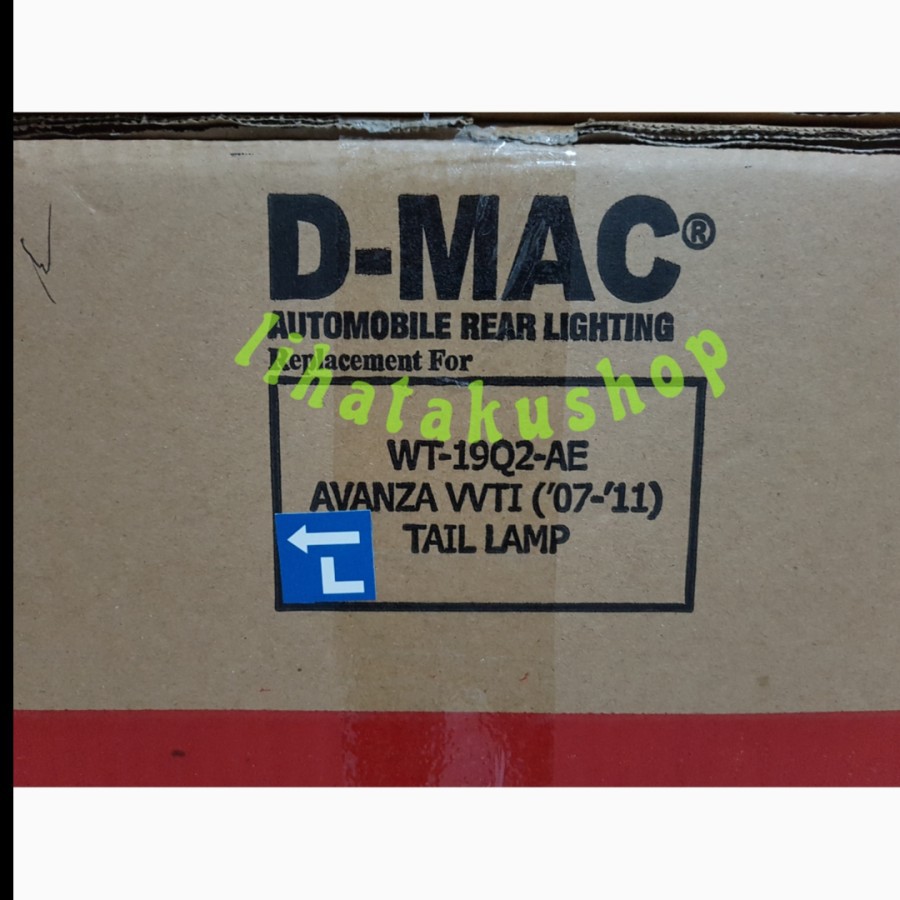 D-MAC®
AUTOMOBILE REAR LIGHTING
Replacement For
lihatakushop
WT-19Q2-AE
AVANZA VVTI ('07-'11)
TAIL LAMP
L